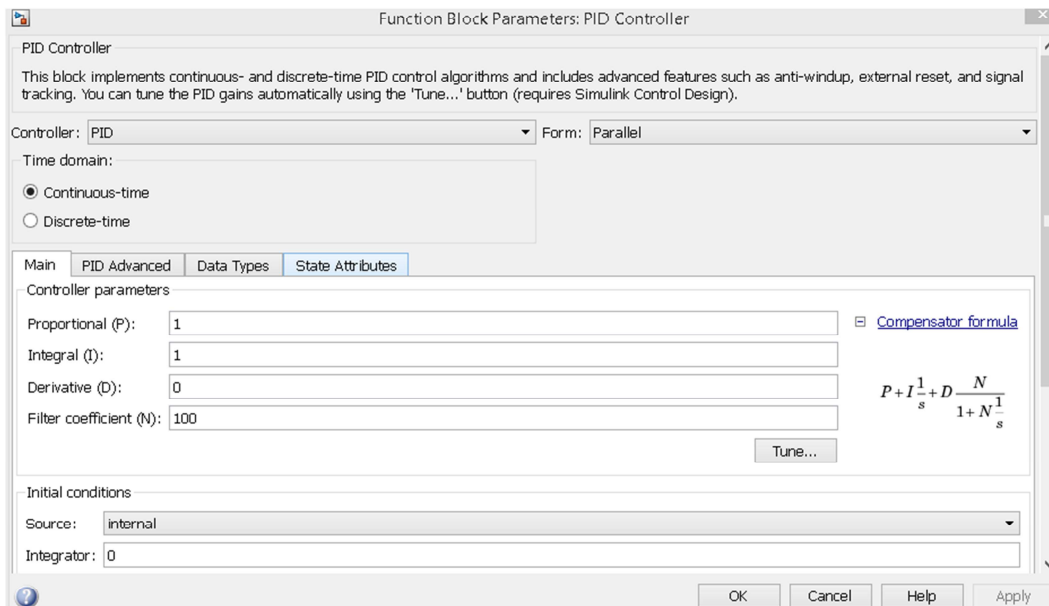 Function Block Parameters: PID Controller
PID Controller
This block implements continuous- and discrete-time PID control algorithms and includes advanced features such as anti-windup, external reset, and signal
tracking. You can tune the PID gains automatically using the 'Tune...' button (requires Simulink Control Design).
Controller: PID Form: Parallel
Time domain:
Continuous-time
Discrete-time
Main PID Advanced Data Types State Attributes
Controller parameters
Proportional (P): 1 Compensator formula
Integral (I): 1
Derivative (D): 0
P+I 1/s +D N/(1+N 1/s)
Filter coefficient (N): 100
Tune...
Initial conditions
Source: internal
Integrator: 0
OK Cancel Help Apply